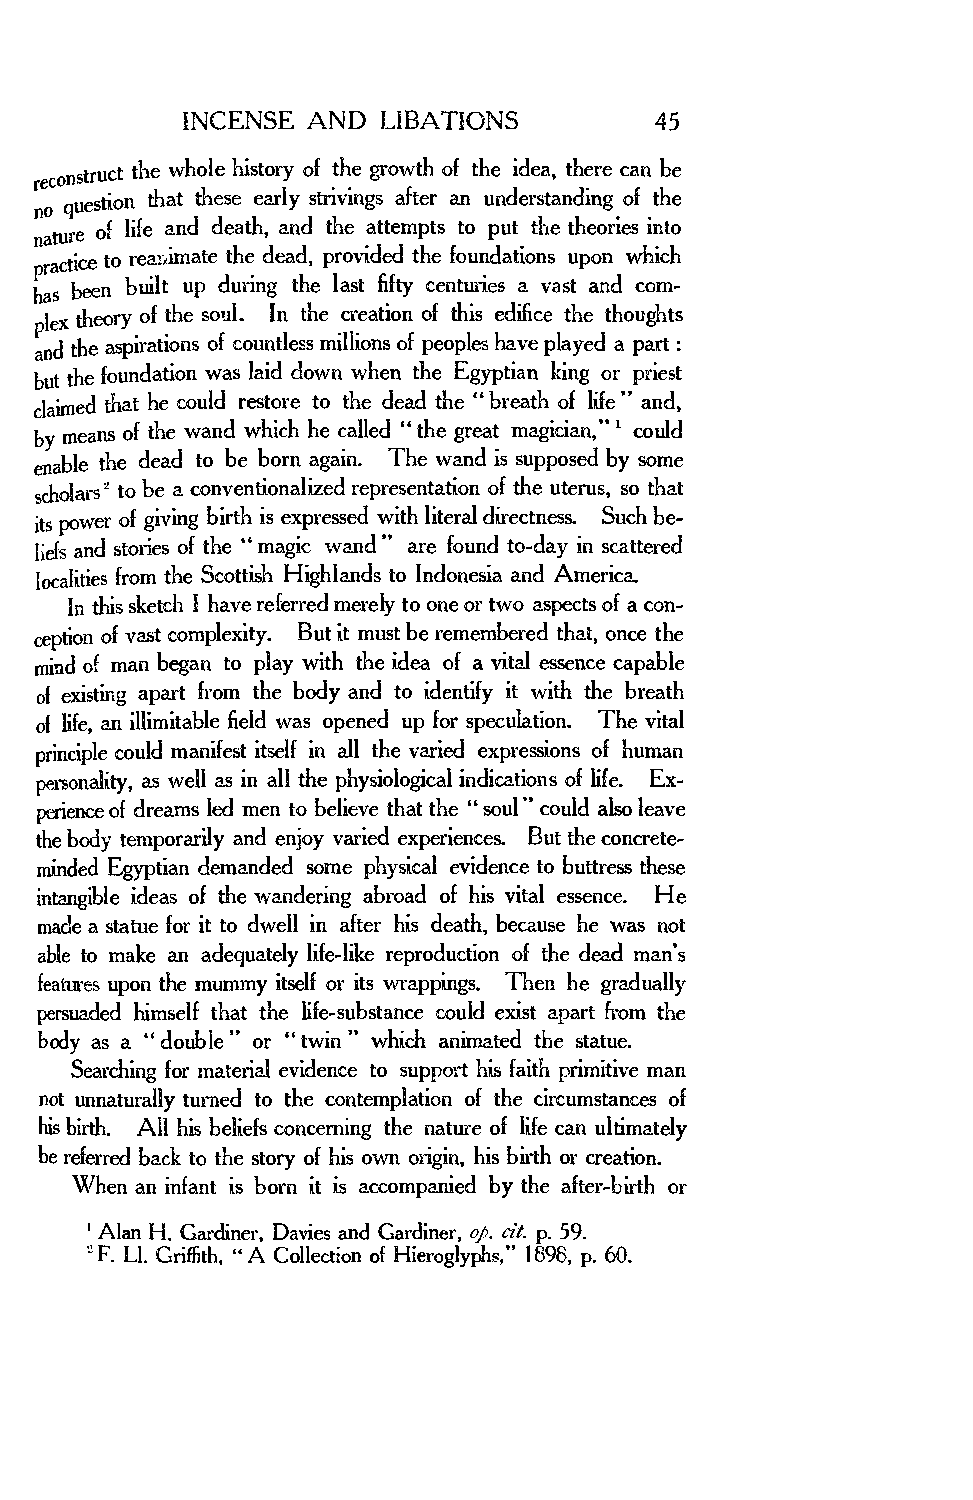 INCENSE AND LIBATIONS 45
reconstruct the whole history of the growth of the idea, there can be
no question that these early strivings after an understanding of the
nature of life and death, and the attempts to put the theories into
practice to reanimate the dead, provided the foundations upon which
has been built up during the last fifty centuries a vast and com-
plex theory of the soul. In the creation of this edifice the thoughts
and the aspirations of countless millions of peoples have played a part :
but the foundation was laid down when the Egyptian king or priest
claimed that he could restore to the dead the “breath of life” and,
by means of the wand which he called “the great magician,” ¹ could
enable the dead to be born again. The wand is supposed by some
scholars ² to be a conventionalized representation of the uterus, so that
its power of giving birth is expressed with literal directness. Such be-
liefs and stories of the “magic wand” are found to-day in scattered
localities from the Scottish Highlands to Indonesia and America.
In this sketch I have referred merely to one or two aspects of a con-
ception of vast complexity. But it must be remembered that, once the
mind of man began to play with the idea of a vital essence capable
of existing apart from the body and to identify it with the breath
of life, an illimitable field was opened up for speculation. The vital
principle could manifest itself in all the varied expressions of human
personality, as well as in all the physiological indications of life. Ex-
perience of dreams led men to believe that the “soul” could also leave
the body temporarily and enjoy varied experiences. But the concrete-
minded Egyptian demanded some physical evidence to buttress these
intangible ideas of the wandering abroad of his vital essence. He
made a statue for it to dwell in after his death, because he was not
able to make an adequately life-like reproduction of the dead man's
features upon the mummy itself or its wrappings. Then he gradually
persuaded himself that the life-substance could exist apart from the
body as a “double” or “twin” which animated the statue.
Searching for material evidence to support his faith primitive man
not unnaturally turned to the contemplation of the circumstances of
his birth. All his beliefs concerning the nature of life can ultimately
be referred back to the story of his own origin, his birth or creation.
When an infant is born it is accompanied by the after-birth or
¹ Alan H. Gardiner, Davies and Gardiner, op. cit. p. 59.
² F. Ll. Griffith, “A Collection of Hieroglyphs,” 1898, p. 60.